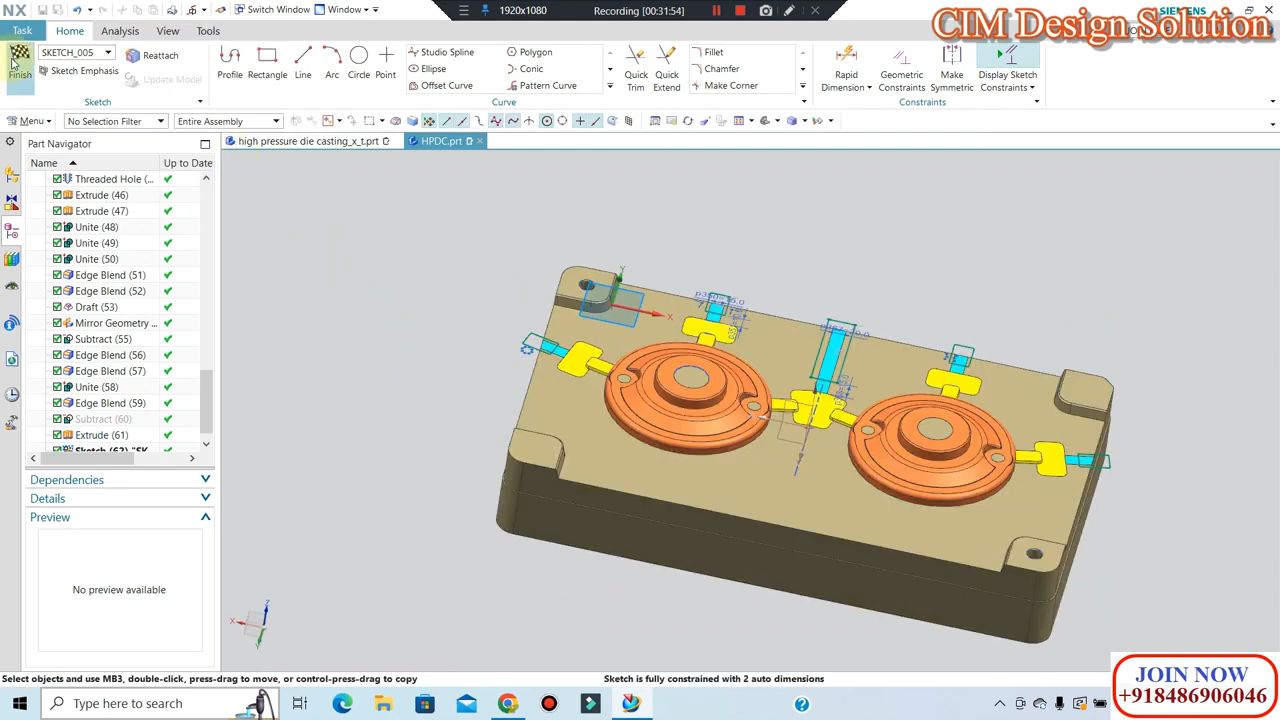 NX
Switch Window
Window
1920x1080
Recording [00:31:54]
SIEMENS
CIM Design Solution
Task
Home
Analysis
View
Tools
Finish
SKETCH_005
Reattach
Sketch Emphasis
Update Model
Sketch
Profile
Rectangle
Line
Arc
Circle
Point
Studio Spline
Polygon
Ellipse
Conic
Offset Curve
Pattern Curve
Curve
Quick Trim
Quick Extend
Fillet
Chamfer
Make Corner
Rapid Dimension
Geometric Constraints
Make Symmetric
Display Sketch Constraints
Constraints
Menu
No Selection Filter
Entire Assembly
Part Navigator
high pressure die casting_x_t.prt
HPDC.prt
Name
Up to Date
Threaded Hole (...
Extrude (46)
Extrude (47)
Unite (48)
Unite (49)
Unite (50)
Edge Blend (51)
Edge Blend (52)
Draft (53)
Mirror Geometry ...
Subtract (55)
Edge Blend (56)
Edge Blend (57)
Unite (58)
Edge Blend (59)
Subtract (60)
Extrude (61)
Sketch (62) "SK
Dependencies
Details
Preview
No preview available
Y
X
Z
X
Y
Select objects and use MB3, double-click, press-drag to move, or control-press-drag to copy
Sketch is fully constrained with 2 auto dimensions
Type here to search
JOIN NOW
+918486906046